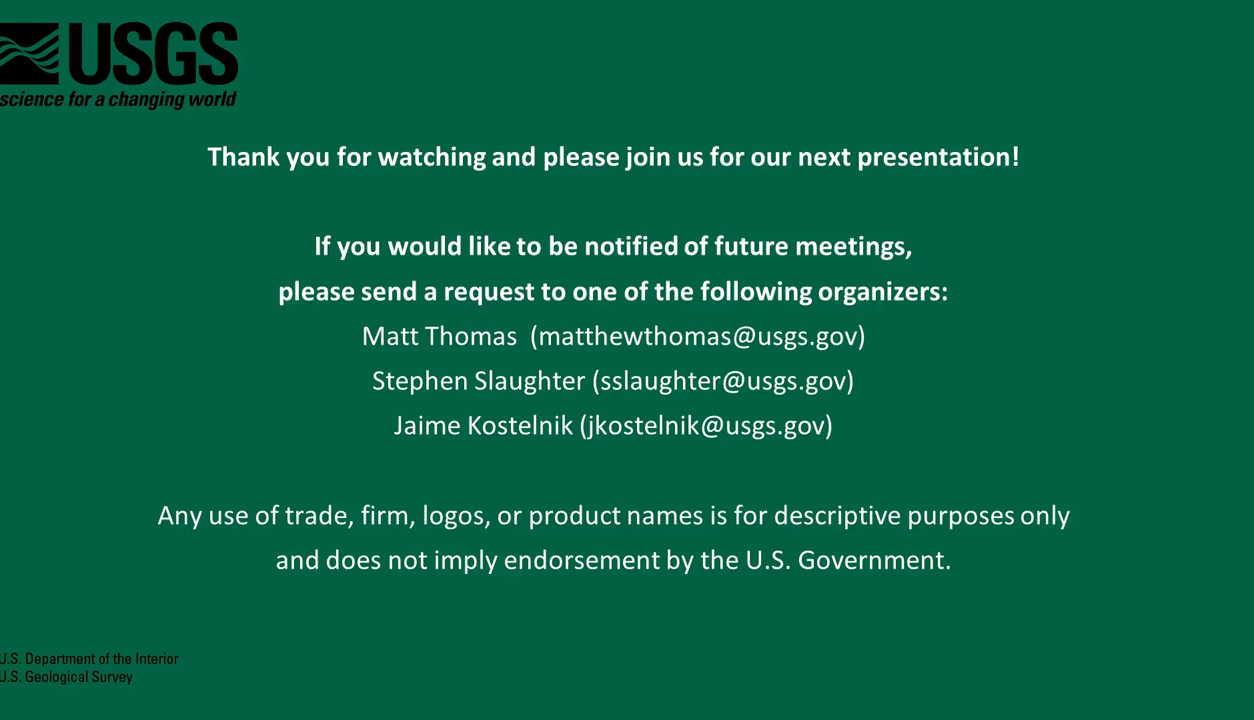 USGS
science for a changing world
Thank you for watching and please join us for our next presentation!
If you would like to be notified of future meetings,
please send a request to one of the following organizers:
Matt Thomas  (matthewthomas@usgs.gov)
Stephen Slaughter (sslaughter@usgs.gov)
Jaime Kostelnik (jkostelnik@usgs.gov)
Any use of trade, firm, logos, or product names is for descriptive purposes only
and does not imply endorsement by the U.S. Government.
U.S. Department of the Interior
U.S. Geological Survey